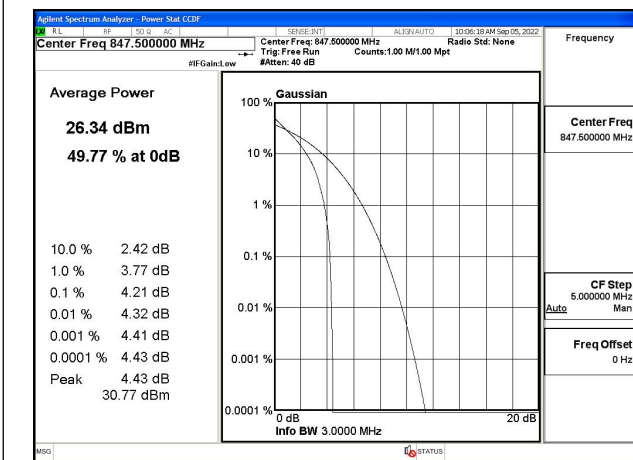 Agilent Spectrum Analyzer - Power Stat CCDF
RL RF 50 Ω AC SENSE:INT ALIGN AUTO 10:06:18 AM Sep 05, 2022
Center Freq 847.500000 MHz
Center Freq: 847.500000 MHz Radio Std: None
Trig: Free Run Counts:1.00 M/1.00 Mpt
#IFGain:Low #Atten: 40 dB
Frequency
Average Power
26.34 dBm
49.77 % at 0dB
10.0 % 2.42 dB
1.0 % 3.77 dB
0.1 % 4.21 dB
0.01 % 4.32 dB
0.001 % 4.41 dB
0.0001 % 4.43 dB
Peak 4.43 dB
30.77 dBm
Gaussian
100 %
10 %
1 %
0.1 %
0.01 %
0.001 %
0.0001 %
0 dB 20 dB
Info BW 3.0000 MHz
Center Freq
847.500000 MHz
CF Step
5.000000 MHz
Auto Man
Freq Offset
0 Hz
MSG STATUS